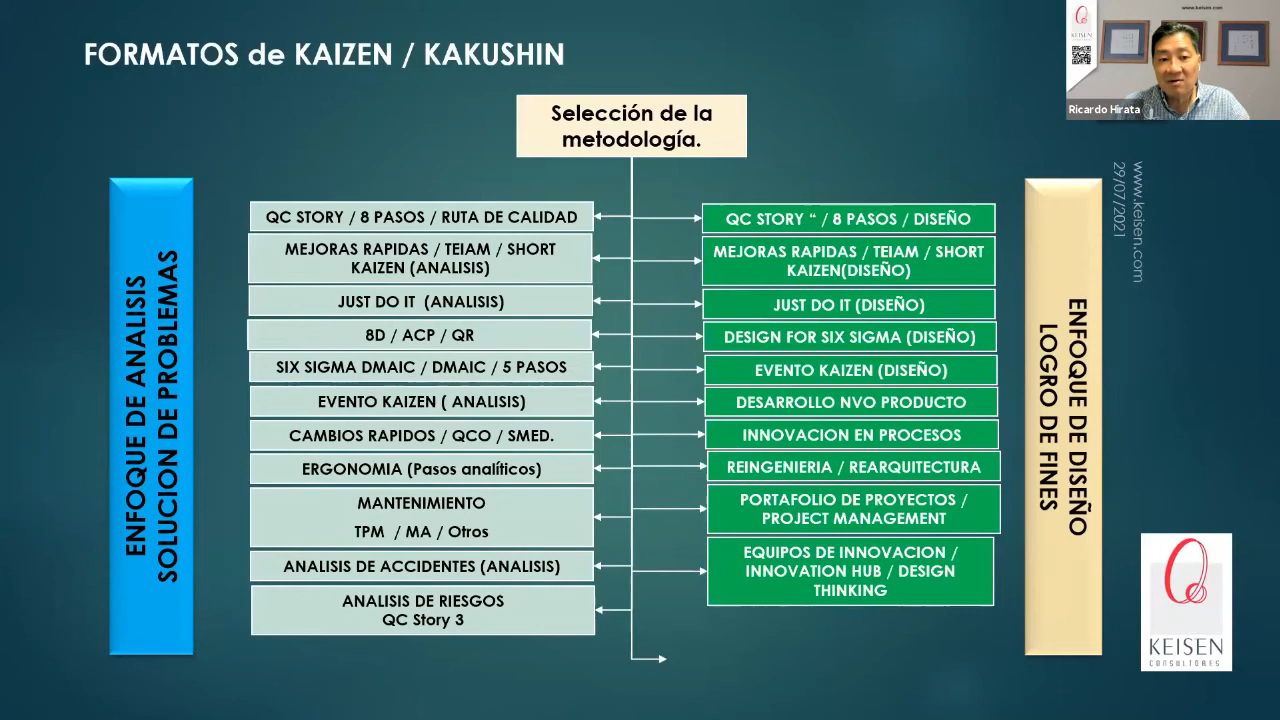 FORMATOS de KAIZEN / KAKUSHIN
www.keisen.com
KEISEN
Ricardo Hirata
Selección de la
metodología.
www.keisen.com
29/07/2021
ENFOQUE DE ANALISIS
SOLUCION DE PROBLEMAS
QC STORY / 8 PASOS / RUTA DE CALIDAD
MEJORAS RAPIDAS / TEIAM / SHORT
KAIZEN (ANALISIS)
JUST DO IT (ANALISIS)
8D / ACP / QR
SIX SIGMA DMAIC / DMAIC / 5 PASOS
EVENTO KAIZEN ( ANALISIS)
CAMBIOS RAPIDOS / QCO / SMED.
ERGONOMIA (Pasos analíticos)
MANTENIMIENTO
TPM / MA / Otros
ANALISIS DE ACCIDENTES (ANALISIS)
ANALISIS DE RIESGOS
QC Story 3
QC STORY “ / 8 PASOS / DISEÑO
MEJORAS RAPIDAS / TEIAM / SHORT
KAIZEN(DISEÑO)
JUST DO IT (DISEÑO)
DESIGN FOR SIX SIGMA (DISEÑO)
EVENTO KAIZEN (DISEÑO)
DESARROLLO NVO PRODUCTO
INNOVACION EN PROCESOS
REINGENIERIA / REARQUITECTURA
PORTAFOLIO DE PROYECTOS /
PROJECT MANAGEMENT
EQUIPOS DE INNOVACION /
INNOVATION HUB / DESIGN
THINKING
ENFOQUE DE DISEÑO
LOGRO DE FINES
KEISEN
CONSULTORES